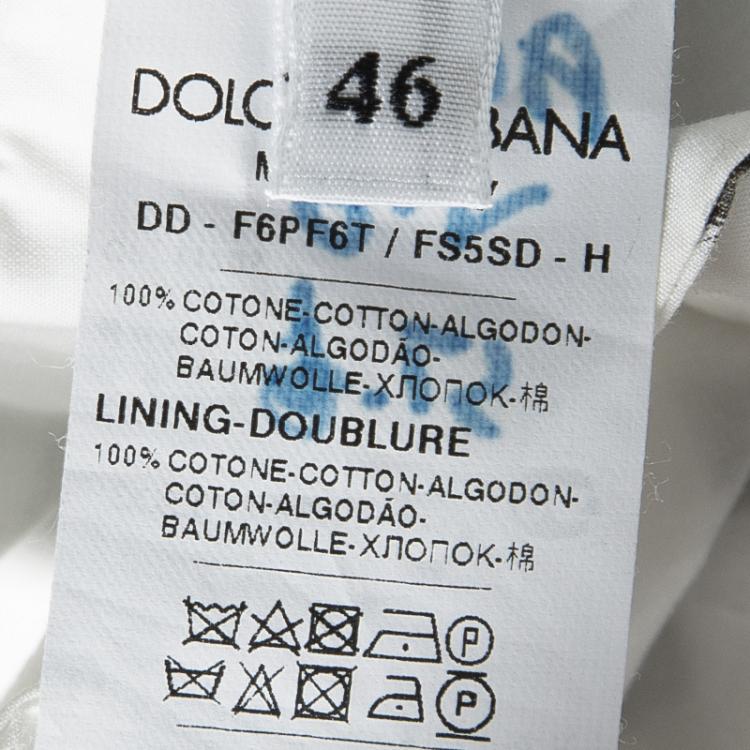 46
DD - F6PF6T / FS5SD - H
100% COTONE-COTTON-ALGODON-
COTON-ALGODÃO-
BAUMWOLLE-ХЛОПОК-棉
LINING-DOUBLURE
100% COTONE-COTTON-ALGODON-
COTON-ALGODÃO-
BAUMWOLLE-ХЛОПОК-棉
P
P